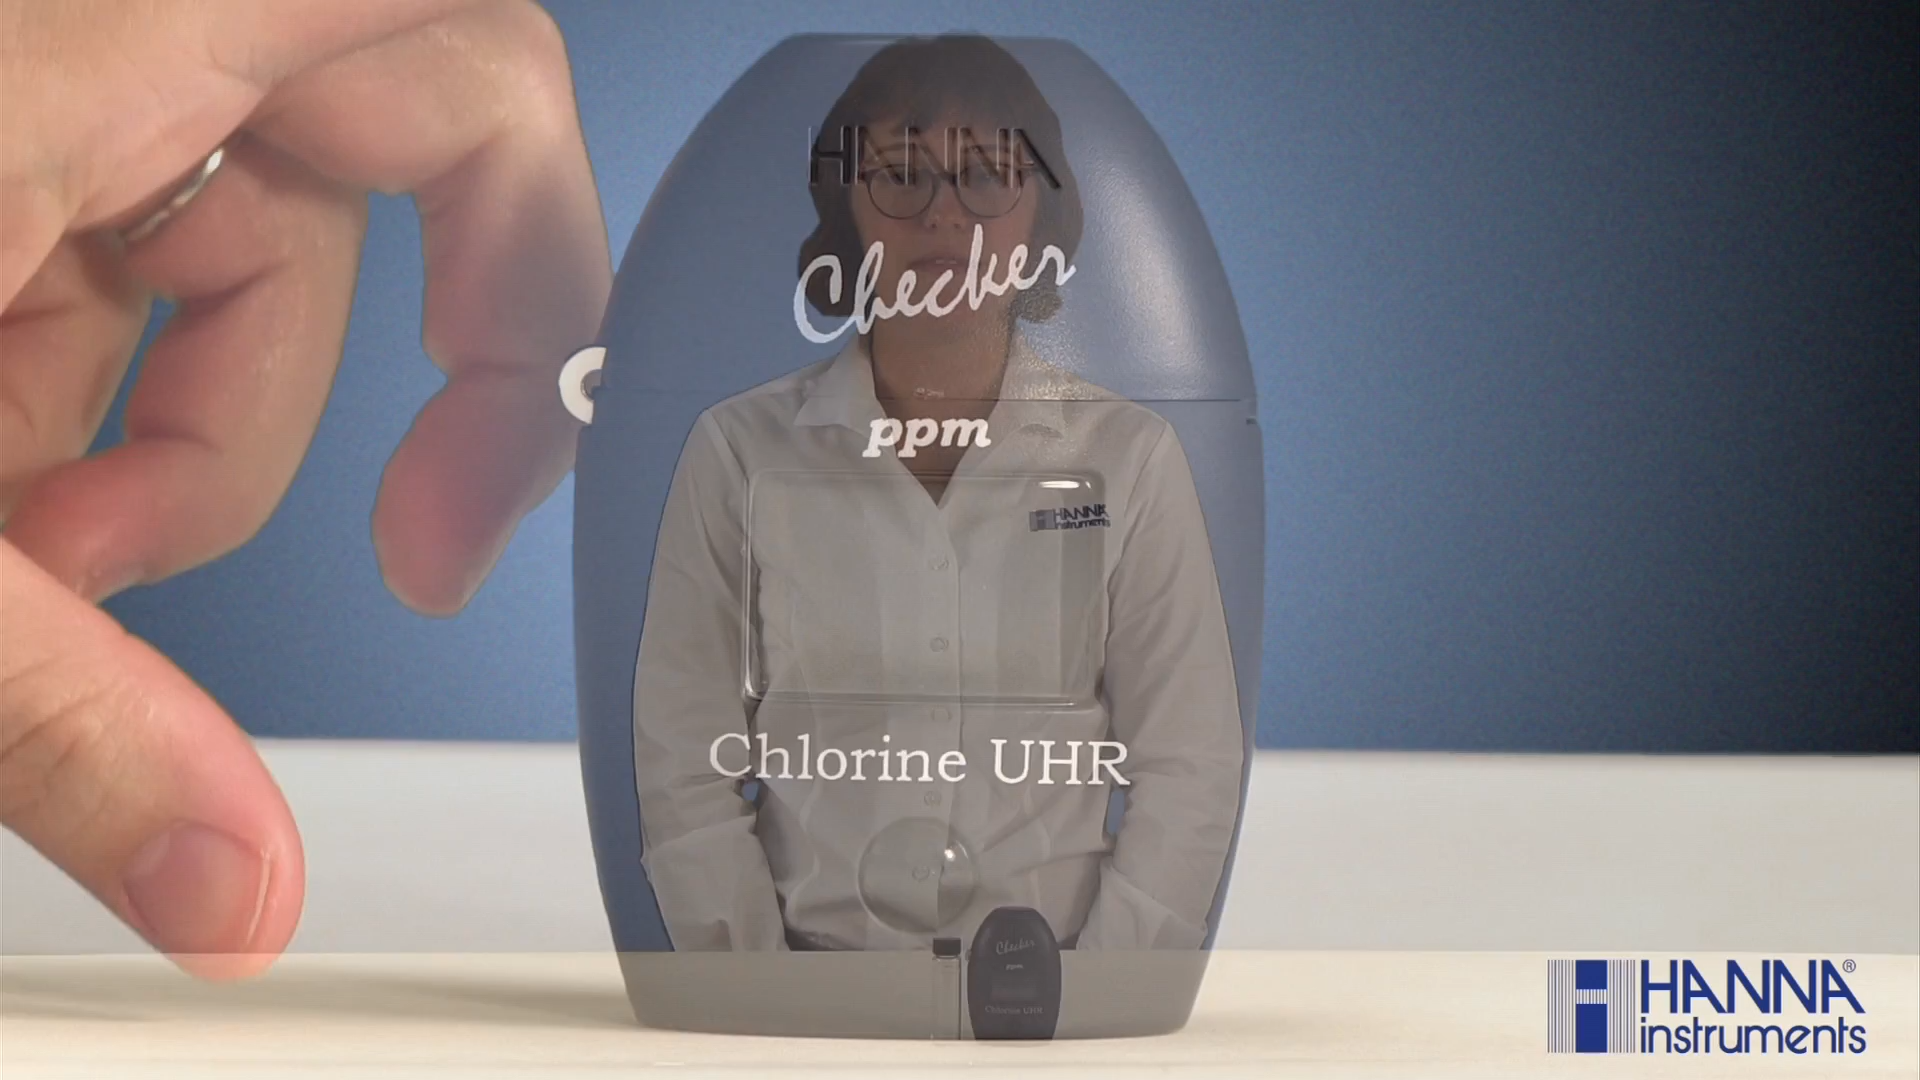 HANNA
Checker
ppm
HANNA
instruments
Chlorine UHR
Checker
ppm
Chlorine UHR
HANNA®
instruments